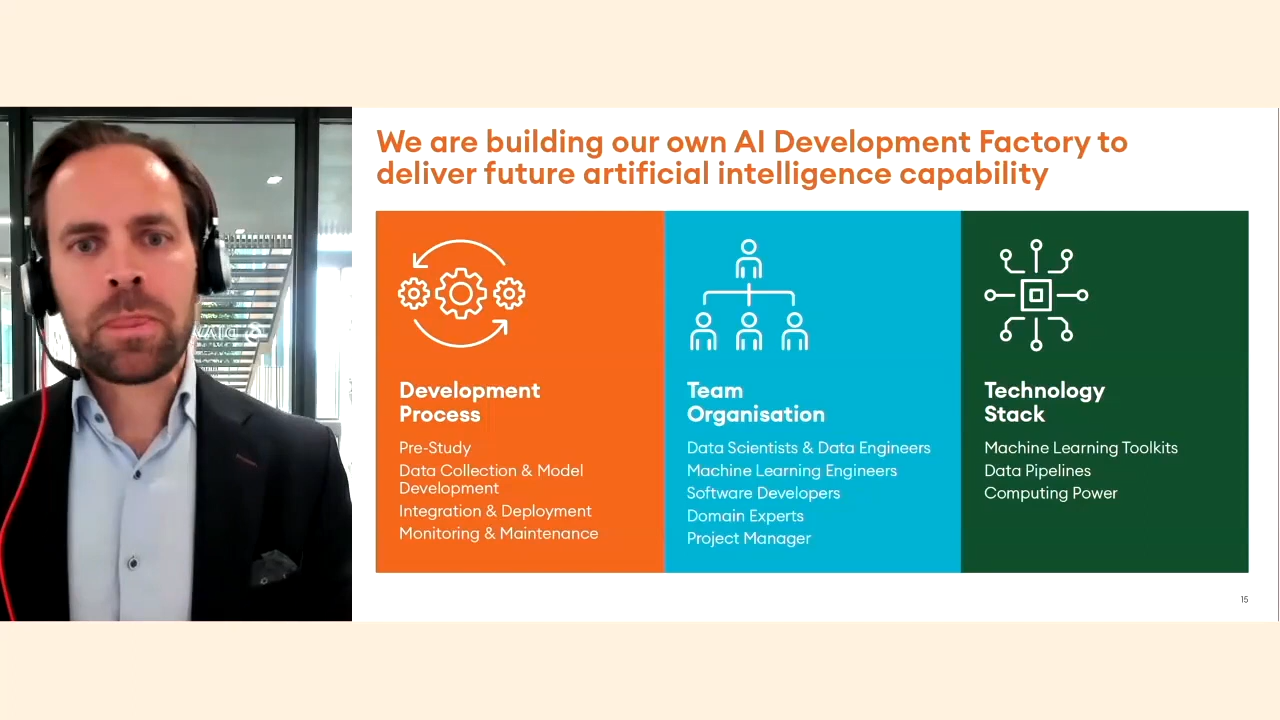 We are building our own AI Development Factory to
deliver future artificial intelligence capability
Development
Process
Pre-Study
Data Collection & Model
Development
Integration & Deployment
Monitoring & Maintenance
Team
Organisation
Data Scientists & Data Engineers
Machine Learning Engineers
Software Developers
Domain Experts
Project Manager
Technology
Stack
Machine Learning Toolkits
Data Pipelines
Computing Power
15